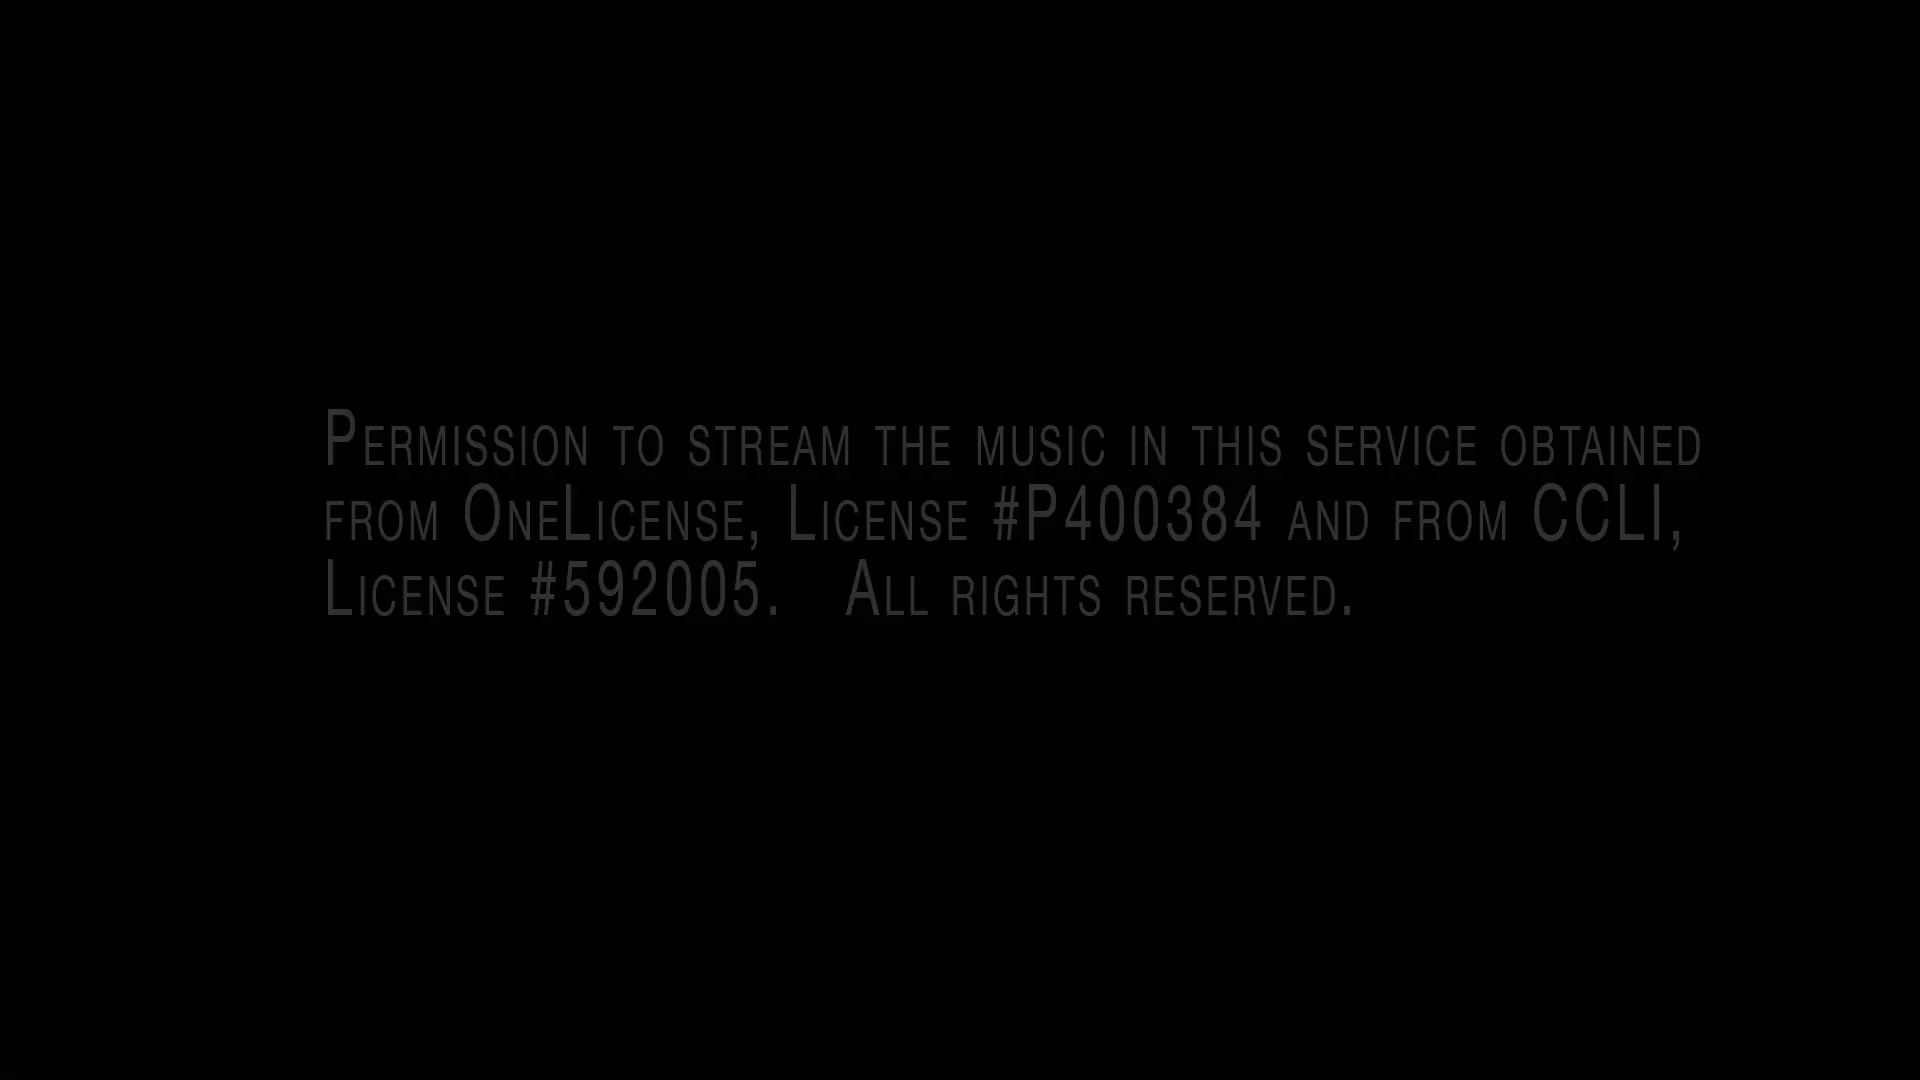 Permission to stream the music in this service obtained
from OneLicense, License #P400384 and from CCLI,
License #592005.   All rights reserved.